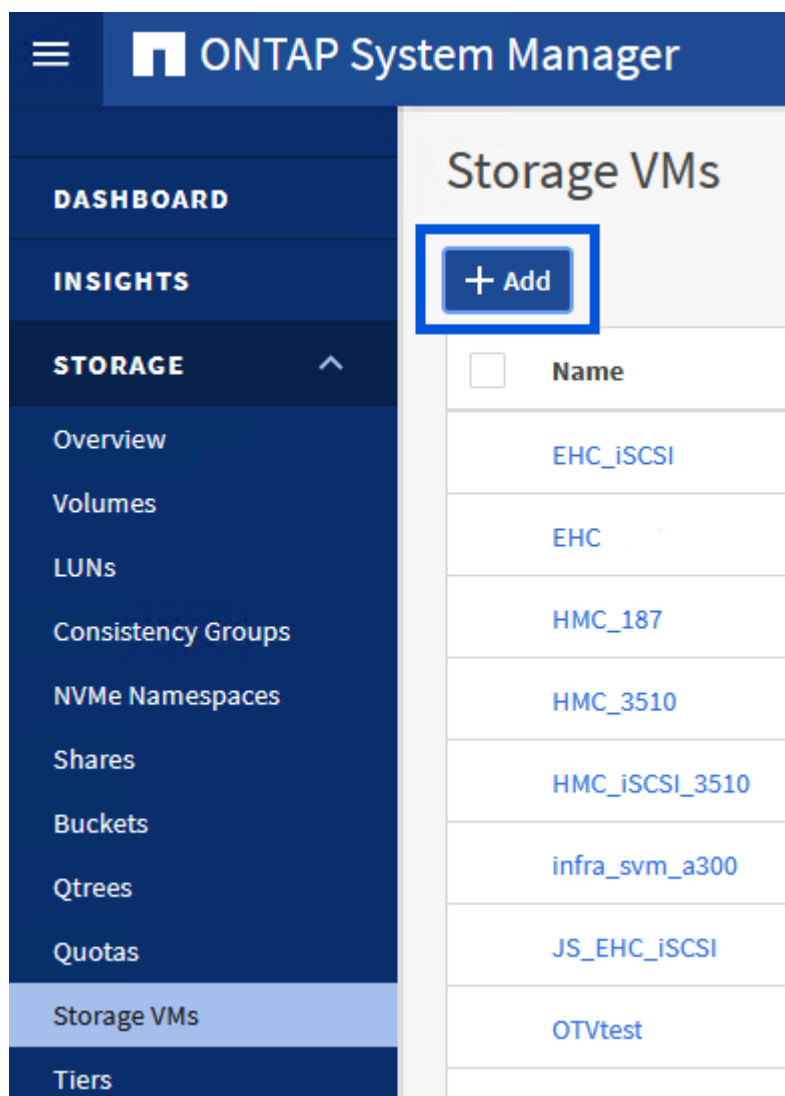 ONTAP System Manager
DASHBOARD
INSIGHTS
STORAGE
Overview
Volumes
LUNs
Consistency Groups
NVMe Namespaces
Shares
Buckets
Qtrees
Quotas
Storage VMs
Tiers
Storage VMs
+ Add
Name
EHC_iSCSI
EHC
HMC_187
HMC_3510
HMC_iSCSI_3510
infra_svm_a300
JS_EHC_iSCSI
OTVtest